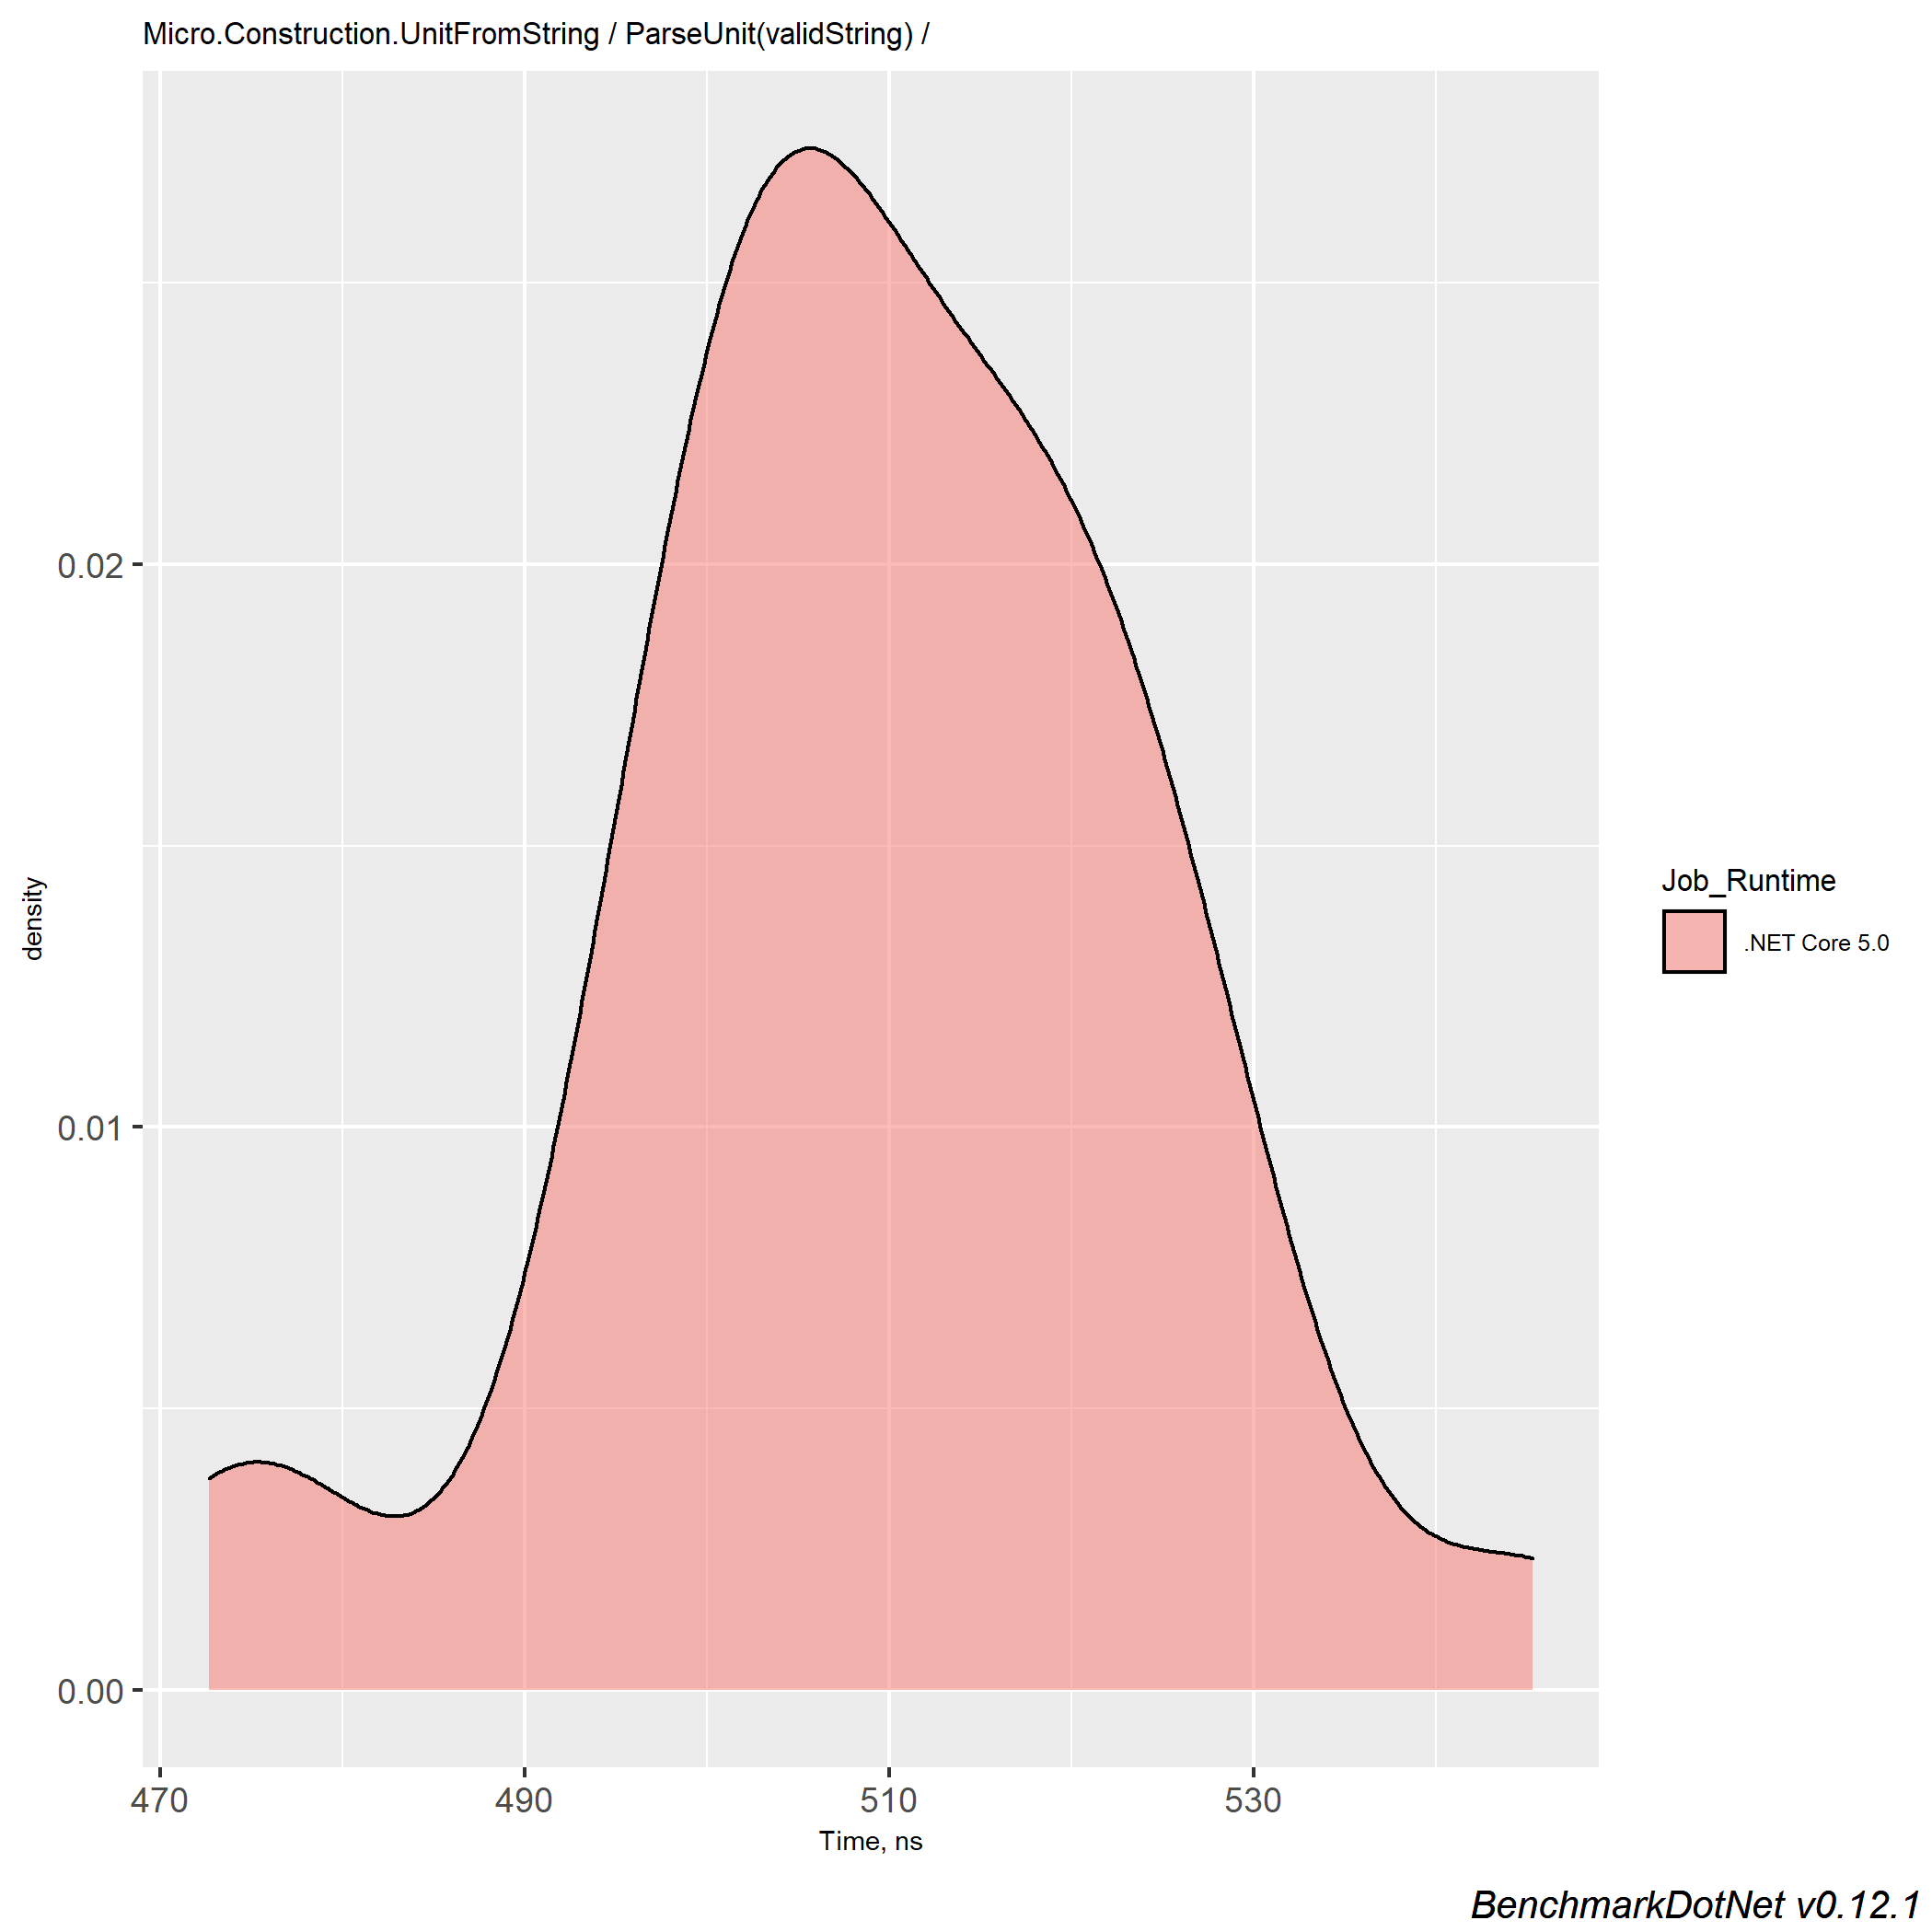 Micro.Construction.UnitFromString / ParseUnit(validString) /
0.02
0.01
0.00
density
470 490 510 530
Time, ns
Job_Runtime
.NET Core 5.0
BenchmarkDotNet v0.12.1